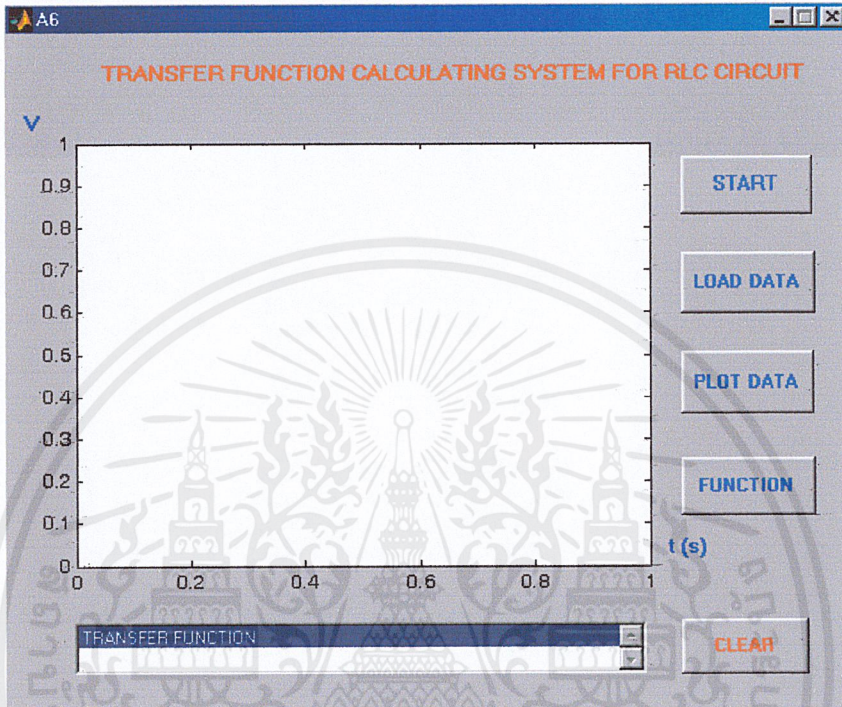 A6
TRANSFER FUNCTION CALCULATING SYSTEM FOR RLC CIRCUIT
V
1
0.9
0.8
0.7
0.6
0.5
0.4
0.3
0.2
0.1
0
0 0.2 0.4 0.6 0.8 1
t (s)
START
LOAD DATA
PLOT DATA
FUNCTION
TRANSFER FUNCTION
CLEAR